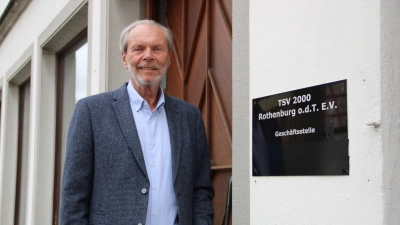 TSV 2000
Rothenburg o.d.T. E.V.
Geschäftsstelle